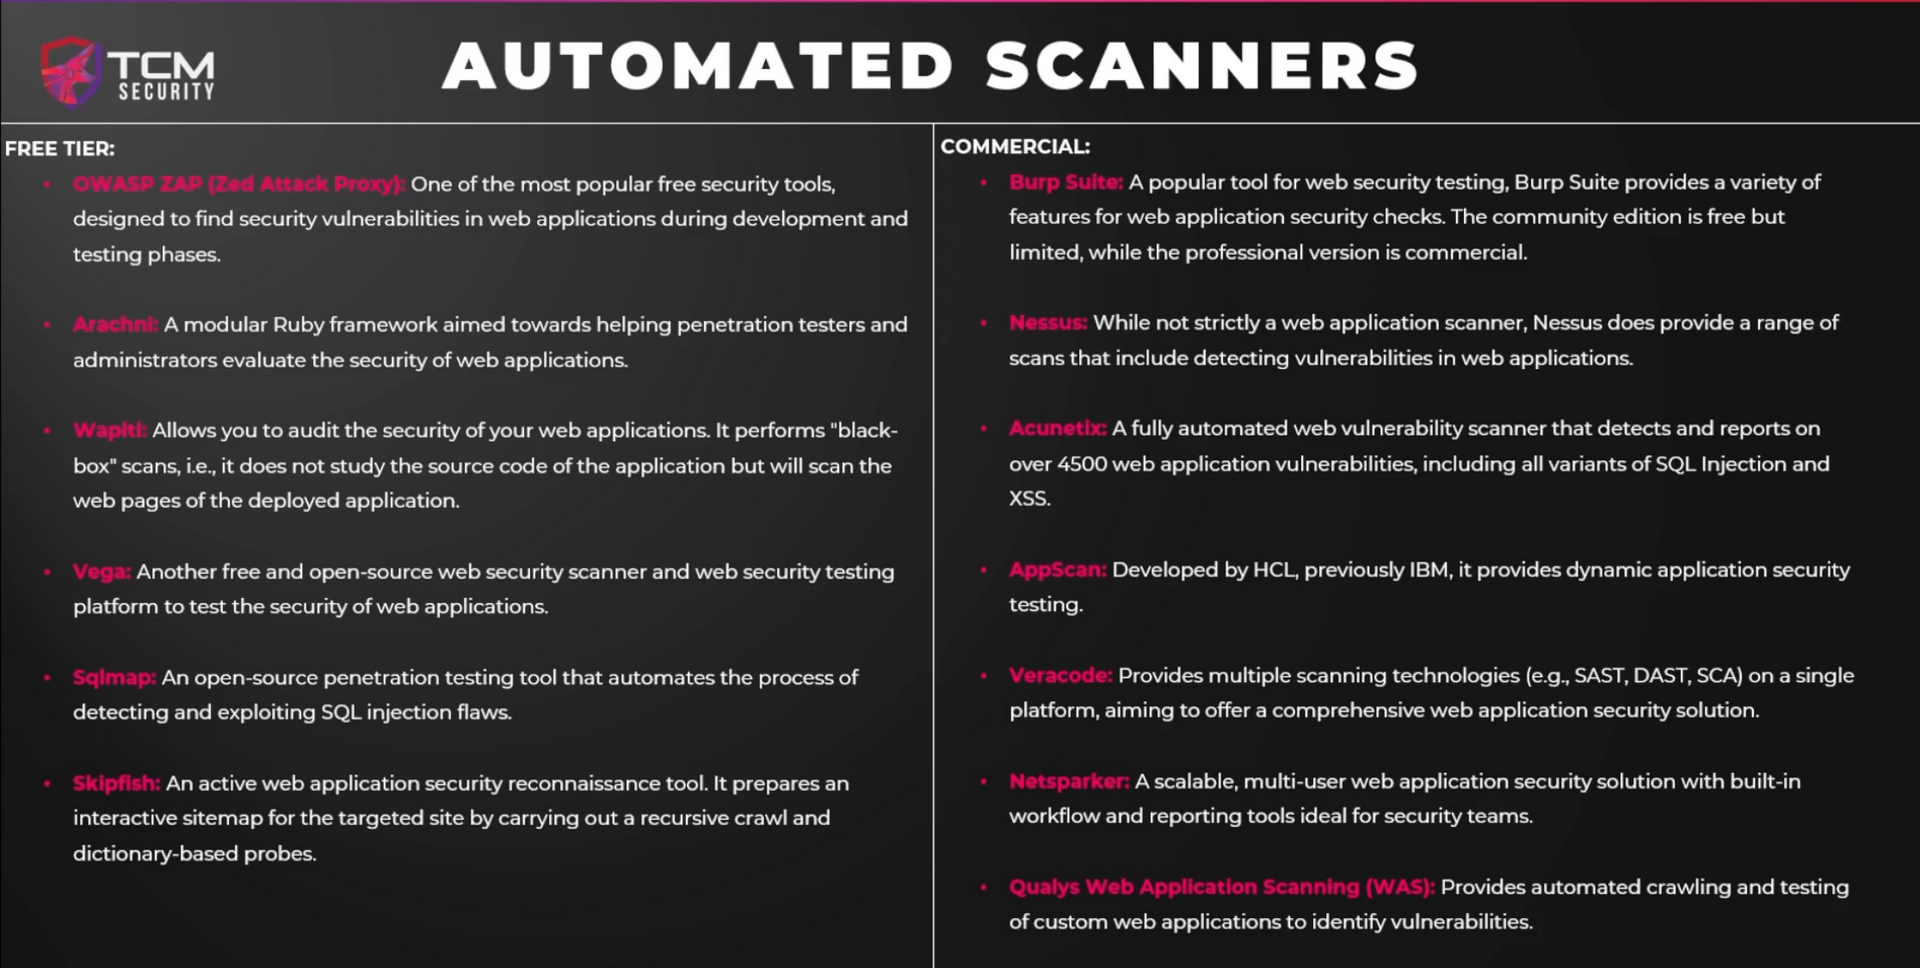 TCM
SECURITY
AUTOMATED SCANNERS
FREE TIER:
• OWASP ZAP (Zed Attack Proxy): One of the most popular free security tools,
designed to find security vulnerabilities in web applications during development and
testing phases.
• Arachni: A modular Ruby framework aimed towards helping penetration testers and
administrators evaluate the security of web applications.
• Wapiti: Allows you to audit the security of your web applications. It performs "black-
box" scans, i.e., it does not study the source code of the application but will scan the
web pages of the deployed application.
• Vega: Another free and open-source web security scanner and web security testing
platform to test the security of web applications.
• Sqlmap: An open-source penetration testing tool that automates the process of
detecting and exploiting SQL injection flaws.
• Skipfish: An active web application security reconnaissance tool. It prepares an
interactive sitemap for the targeted site by carrying out a recursive crawl and
dictionary-based probes.
COMMERCIAL:
• Burp Suite: A popular tool for web security testing, Burp Suite provides a variety of
features for web application security checks. The community edition is free but
limited, while the professional version is commercial.
• Nessus: While not strictly a web application scanner, Nessus does provide a range of
scans that include detecting vulnerabilities in web applications.
• Acunetix: A fully automated web vulnerability scanner that detects and reports on
over 4500 web application vulnerabilities, including all variants of SQL Injection and
XSS.
• AppScan: Developed by HCL, previously IBM, it provides dynamic application security
testing.
• Veracode: Provides multiple scanning technologies (e.g., SAST, DAST, SCA) on a single
platform, aiming to offer a comprehensive web application security solution.
• Netsparker: A scalable, multi-user web application security solution with built-in
workflow and reporting tools ideal for security teams.
• Qualys Web Application Scanning (WAS): Provides automated crawling and testing
of custom web applications to identify vulnerabilities.